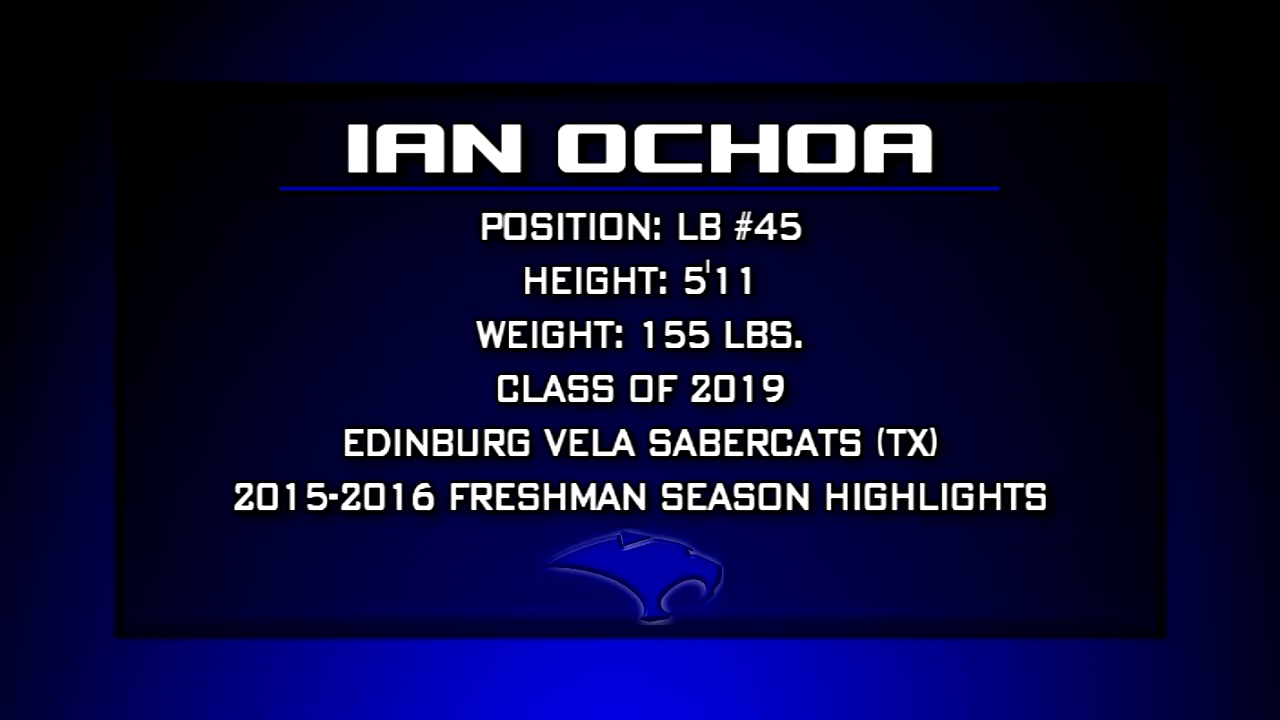 IAN OCHOA
POSITION: LB #45
HEIGHT: 5'11
WEIGHT: 155 LBS.
CLASS OF 2019
EDINBURG VELA SABERCATS (TX)
2015-2016 FRESHMAN SEASON HIGHLIGHTS